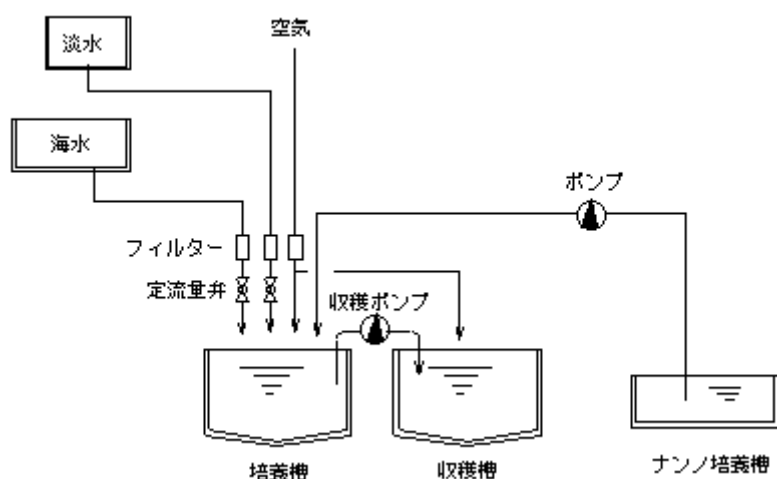 空気
淡水
海水
ポンプ
フィルター
定流量弁
収穫ポンプ
培養槽
収穫槽
ナンノ培養槽